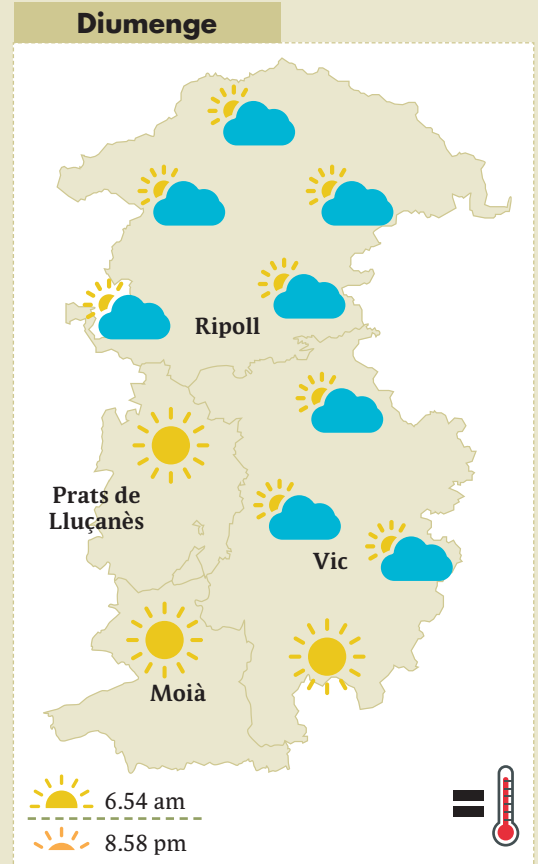 Diumenge
Ripoll
Prats de
Lluçanès
Vic
Moià
6.54 am
8.58 pm
=